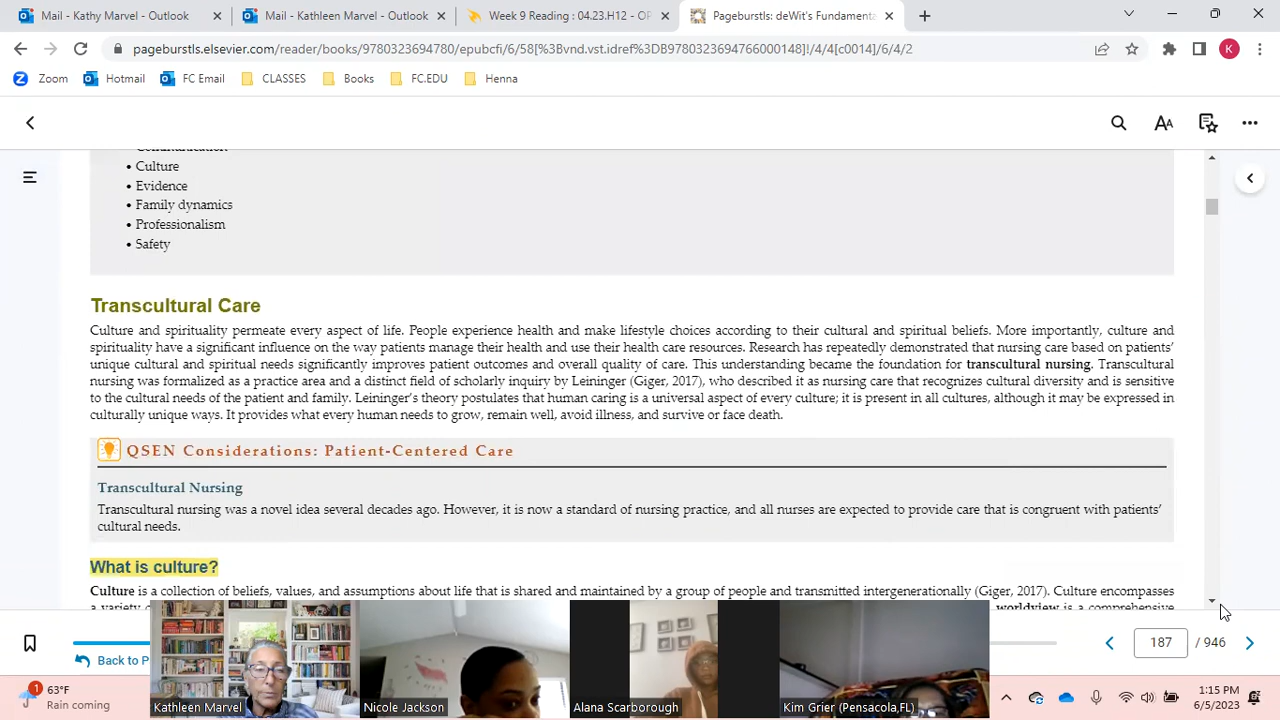 Mail - Kathy Marvel - Outlook
Mail - Kathleen Marvel - Outlook
Week 9 Reading : 04.23.H12 - OP
Pageburstls: deWit's Fundament
pageburstls.elsevier.com/reader/books/9780323694780/epubcfi/6/58[%3Bvnd.vst.idref%3DB9780323694766000148]!/4/4[c0014]/6/4/2
K
Zoom
Hotmail
FC Email
CLASSES
Books
FC.EDU
Henna
• Communication
• Culture
• Evidence
• Family dynamics
• Professionalism
• Safety
Transcultural Care
Culture and spirituality permeate every aspect of life. People experience health and make lifestyle choices according to their cultural and spiritual beliefs. More importantly, culture and
spirituality have a significant influence on the way patients manage their health and use their health care resources. Research has repeatedly demonstrated that nursing care based on patients'
unique cultural and spiritual needs significantly improves patient outcomes and overall quality of care. This understanding became the foundation for transcultural nursing. Transcultural
nursing was formalized as a practice area and a distinct field of scholarly inquiry by Leininger (Giger, 2017), who described it as nursing care that recognizes cultural diversity and is sensitive
to the cultural needs of the patient and family. Leininger's theory postulates that human caring is a universal aspect of every culture; it is present in all cultures, although it may be expressed in
culturally unique ways. It provides what every human needs to grow, remain well, avoid illness, and survive or face death.
QSEN Considerations: Patient-Centered Care
Transcultural Nursing
Transcultural nursing was a novel idea several decades ago. However, it is now a standard of nursing practice, and all nurses are expected to provide care that is congruent with patients'
cultural needs.
What is culture?
Culture is a collection of beliefs, values, and assumptions about life that is shared and maintained by a group of people and transmitted intergenerationally (Giger, 2017). Culture encompasses
a variety worldview is a comprehensive
Back to P
187 / 946
Kathleen Marvel
Nicole Jackson
Alana Scarborough
Kim Grier (Pensacola,FL)
1
63°F
Rain coming
1:15 PM
6/5/2023